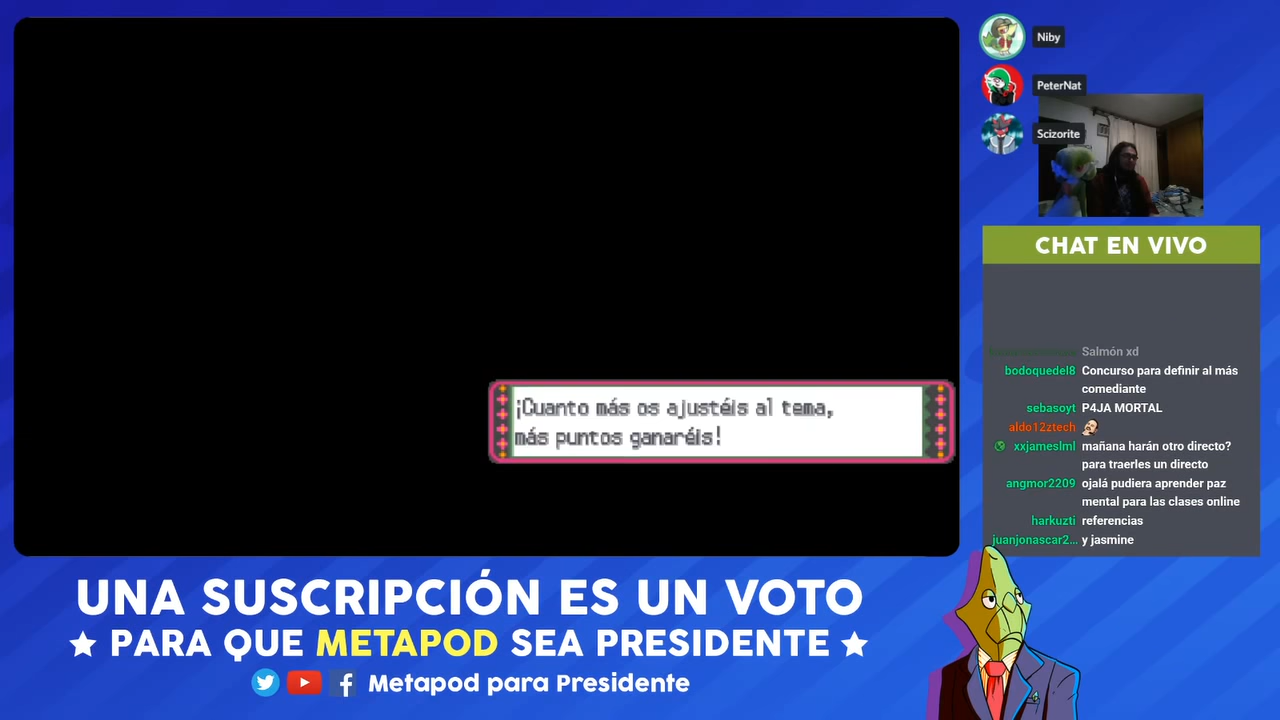 Niby
PeterNat
Scizorite
¡Cuanto más os ajustéis al tema,
más puntos ganaréis!
CHAT EN VIVO
Salmón xd
bodoquedel8 Concurso para definir al más
comediante
sebasoyt P4JA MORTAL
aldo12ztech
xxjameslml mañana harán otro directo?
para traerles un directo
angmor2209 ojalá pudiera aprender paz
mental para las clases online
harkuzti referencias
juanjonascar2... y jasmine
UNA SUSCRIPCIÓN ES UN VOTO
★ PARA QUE METAPOD SEA PRESIDENTE ★
Metapod para Presidente